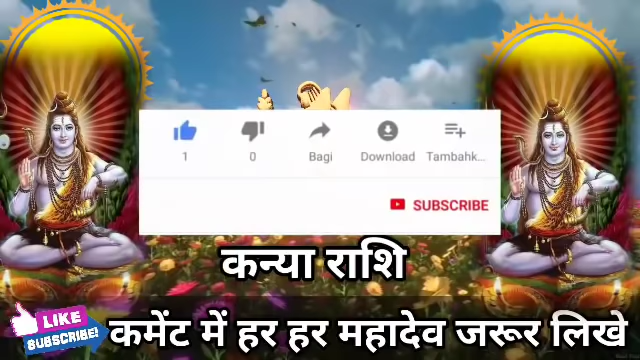 1 0 Bagi Download Tambahk...
SUBSCRIBE
कन्या राशि
LIKE
SUBSCRIBE!
कमेंट में हर हर महादेव जरूर लिखे